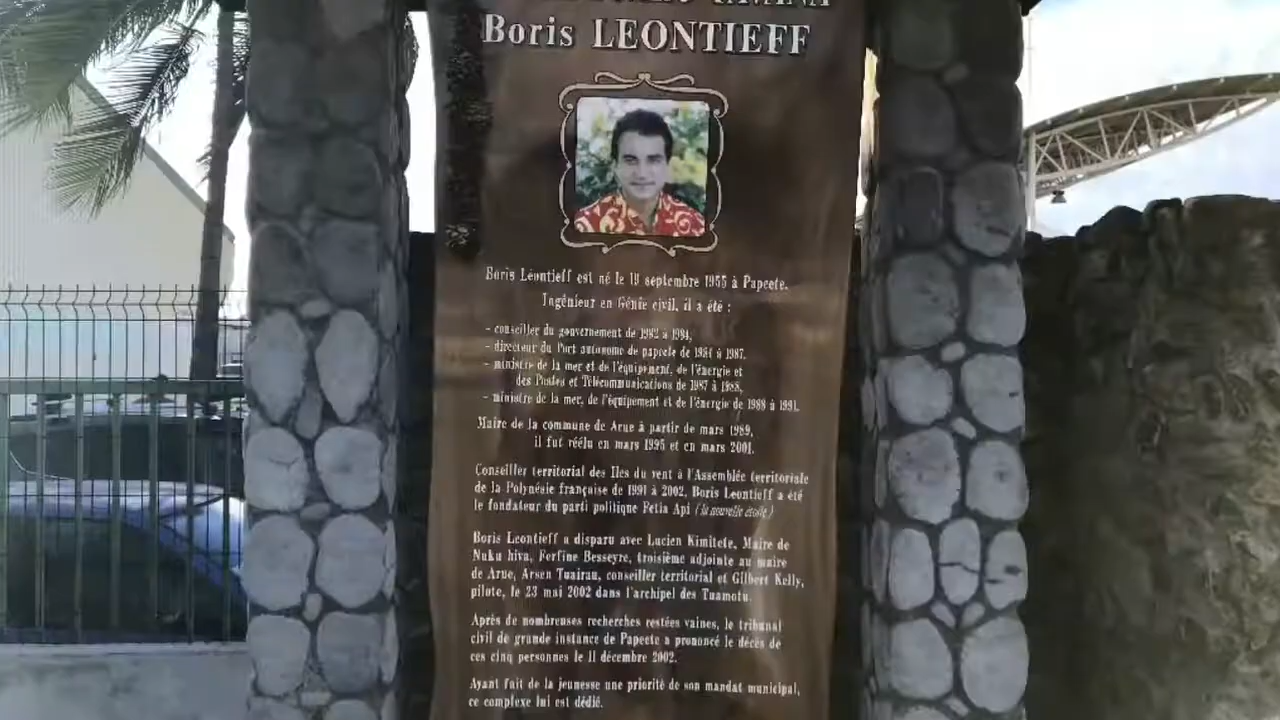 Boris LEONTIEFF
Boris Léontieff est né le 19 septembre 1955 à Papeete.
Ingénieur en Génie civil, il a été :
- conseiller du gouvernement de 1982 à 1984,
- directeur du Port autonome de papeete de 1984 à 1987,
- ministre de la mer et de l'équipement, de l'énergie et
des Postes et Télécommunications de 1987 à 1988,
- ministre de la mer, de l'équipement et de l'énergie de 1988 à 1991.
Maire de la commune de Arue à partir de mars 1989,
il fut réélu en mars 1995 et en mars 2001.
Conseiller territorial des Iles du vent à l'Assemblée territoriale
de la Polynésie française de 1991 à 2002, Boris Leontieff a été
le fondateur du parti politique Fetia Api (la nouvelle étoile)
Boris Leontieff a disparu avec Lucien Kimitete, Maire de
Nuku hiva, Ferfine Besseyre, troisième adjointe au maire
de Arue, Arsen Tuairau, conseiller territorial et Gilbert Kelly,
pilote, le 23 mai 2002 dans l'archipel des Tuamotu.
Après de nombreuses recherches restées vaines, le tribunal
civil de grande instance de Papeete a prononcé le décès de
ces cinq personnes le 11 décembre 2002.
Ayant fait de la jeunesse une priorité de son mandat municipal,
ce complexe lui est dédié.